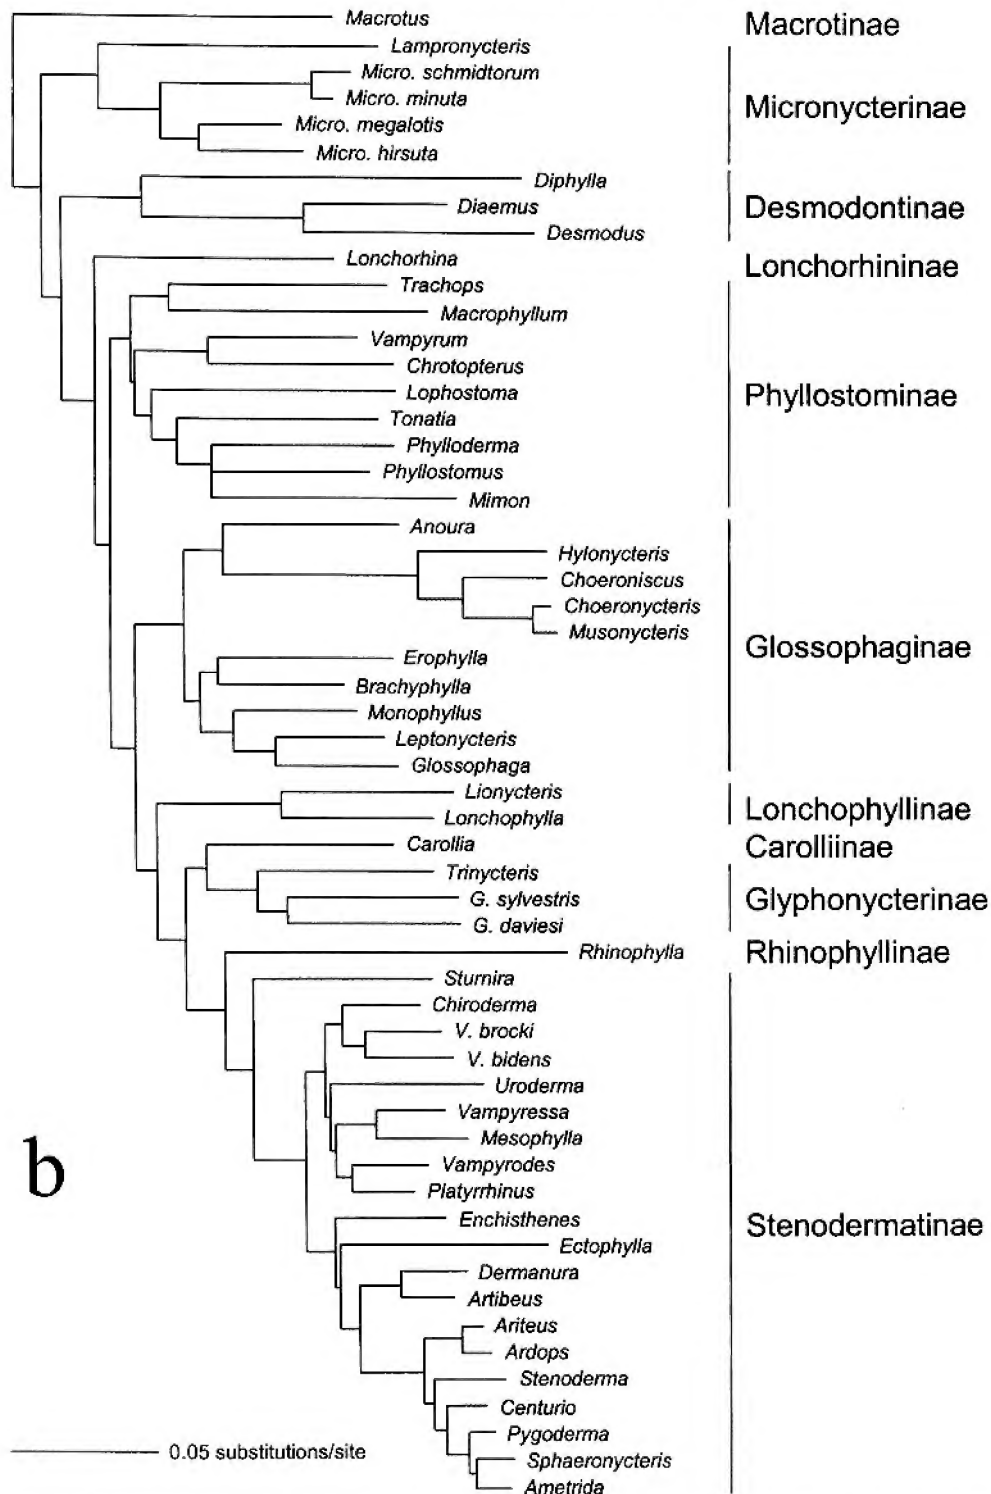 Macrotus
Macrotinae
Lampronycteris
Micro. schmidtorum
Micro. minuta
Micronycterinae
Micro. megalotis
Micro. hirsuta
Diphylla
Diaemus
Desmodontinae
Desmodus
Lonchorhina
Lonchorhininae
Trachops
Macrophyllum
Vampyrum
Chrotopterus
Lophostoma
Phyllostominae
Tonatia
Phylloderma
Phyllostomus
Mimon
Anoura
Hylonycteris
Choeroniscus
Choeronycteris
Musonycteris
Glossophaginae
Erophylla
Brachyphylla
Monophyllus
Leptonycteris
Glossophaga
Lionycteris
Lonchophyllinae
Lonchophylla
Carollia
Carolliinae
Trinycteris
G. sylvestris
Glyphonycterinae
G. daviesi
Rhinophylla
Rhinophyllinae
Sturnira
Chiroderma
V. brocki
V. bidens
Uroderma
Vampyressa
Mesophylla
b
Vampyrodes
Platyrrhinus
Enchisthenes
Stenodermatinae
Ectophylla
Dermanura
Artibeus
Ariteus
Ardops
Stenoderma
Centurio
Pygoderma
0.05 substitutions/site
Sphaeronycteris
Ametrida